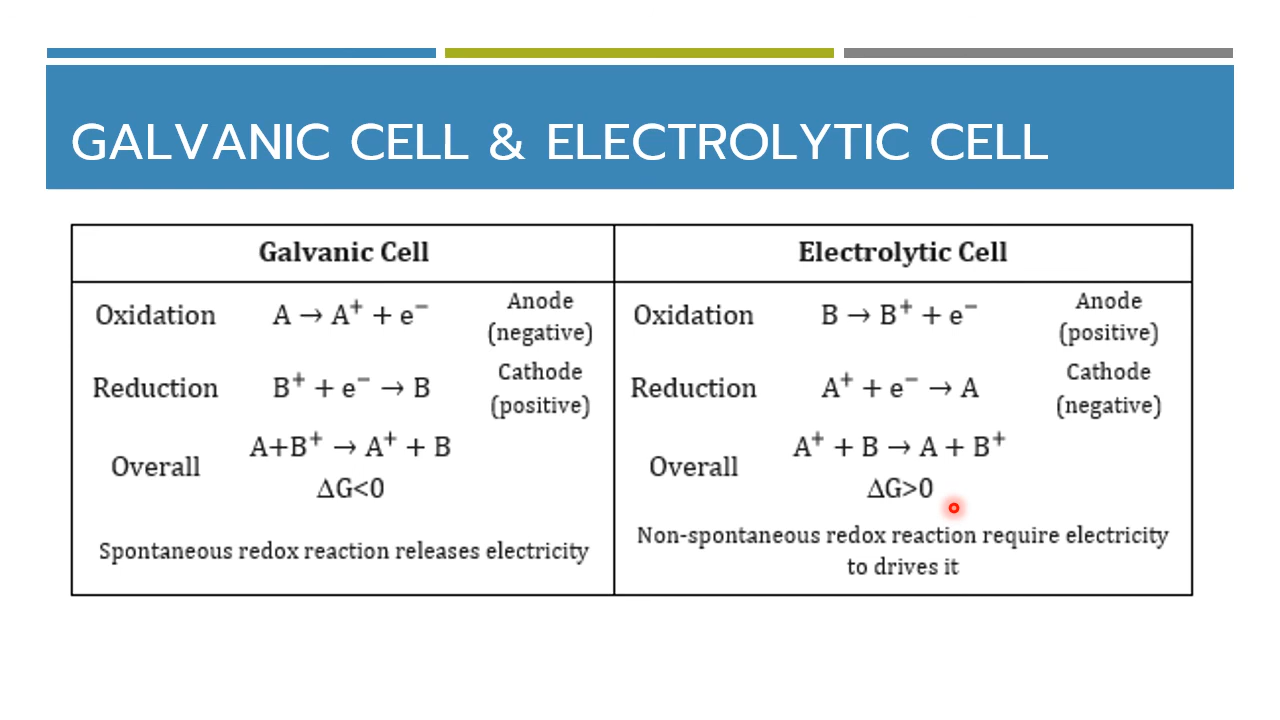 GALVANIC CELL & ELECTROLYTIC CELL
Galvanic Cell
Oxidation A → A⁺ + e⁻ Anode
(negative)
Reduction B⁺ + e⁻ → B Cathode
(positive)
Overall A+B⁺ → A⁺ + B
ΔG<0
Spontaneous redox reaction releases electricity
Electrolytic Cell
Oxidation B → B⁺ + e⁻ Anode
(positive)
Reduction A⁺ + e⁻ → A Cathode
(negative)
Overall A⁺ + B → A + B⁺
ΔG>0
Non-spontaneous redox reaction require electricity
to drives it